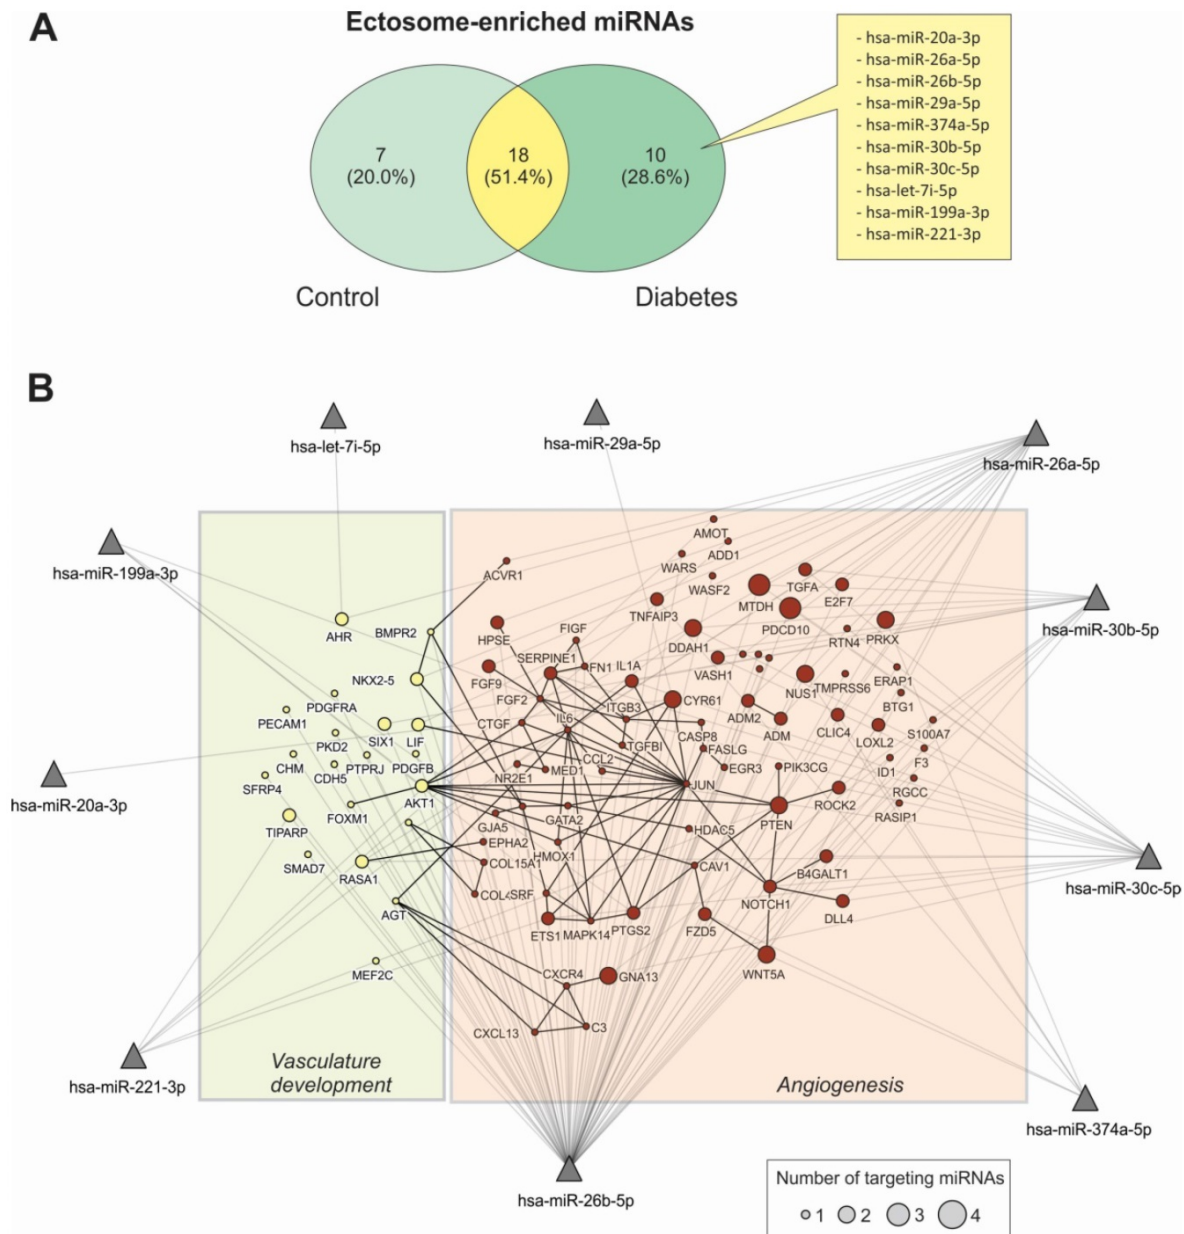 A
Ectosome-enriched miRNAs
7
(20.0%)
18
(51.4%)
10
(28.6%)
Control
Diabetes
- hsa-miR-20a-3p
- hsa-miR-26a-5p
- hsa-miR-26b-5p
- hsa-miR-29a-5p
- hsa-miR-374a-5p
- hsa-miR-30b-5p
- hsa-miR-30c-5p
- hsa-let-7i-5p
- hsa-miR-199a-3p
- hsa-miR-221-3p
B
hsa-let-7i-5p
hsa-miR-29a-5p
hsa-miR-26a-5p
hsa-miR-199a-3p
hsa-miR-30b-5p
hsa-miR-20a-3p
hsa-miR-30c-5p
hsa-miR-221-3p
hsa-miR-374a-5p
hsa-miR-26b-5p
AHR
BMPR2
NKX2-5
PDGFRA
PECAM1
SIX1
LIF
PKD2
CHM
CDH5
PTPRJ
PDGFB
SFRP4
AKT1
FOXM1
TIPARP
SMAD7
RASA1
AGT
MEF2C
Vasculature
development
AMOT
ADD1
WARS
WASF2
ACVR1
TNFAIP3
MTDH
TGFA
E2F7
PDCD10
HPSE
FIGF
DDAH1
RTN4
PRKX
SERPINE1
FN1
IL1A
VASH1
FGF9
FGF2
NUS1
TMPRSS6
ERAP1
BTG1
CTGF
IL6
ITGB3
CYR61
ADM2
ADM
CLIC4
LOXL2
S100A7
CASP8
TGFBI
FASLG
F3
NR2E1
MED1
CCL2
EGR3
PIK3CG
ID1
JUN
RGCC
ROCK2
RASIP1
GJA5
GATA2
PTEN
EPHA2
HMOX1
HDAC5
COL15A1
CAV1
B4GALT1
COL4
SRF
NOTCH1
DLL4
ETS1
MAPK14
PTGS2
FZD5
WNT5A
CXCR4
GNA13
CXCL13
C3
Angiogenesis
Number of targeting miRNAs
1 2 3 4